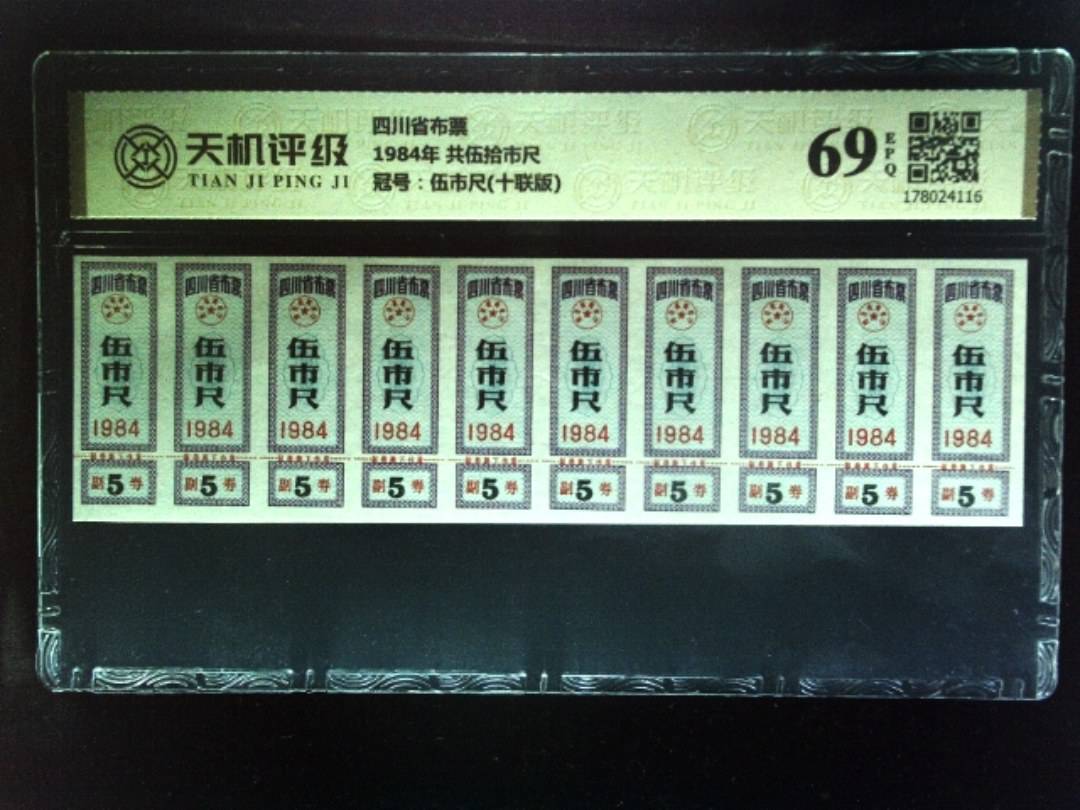 天机评级
TIAN JI PING JI
四川省布票
1984年 共伍拾市尺
冠号：伍市尺(十联版)
69
EPQ
178024116
四川省布票 四川省布票 四川省布票 四川省布票 四川省布票 四川省布票 四川省布票 四川省布票 四川省布票 四川省布票
伍市尺 伍市尺 伍市尺 伍市尺 伍市尺 伍市尺 伍市尺 伍市尺 伍市尺 伍市尺
1984 1984 1984 1984 1984 1984 1984 1984 1984 1984
副5券 副5券 副5券 副5券 副5券 副5券 副5券 副5券 副5券 副5券